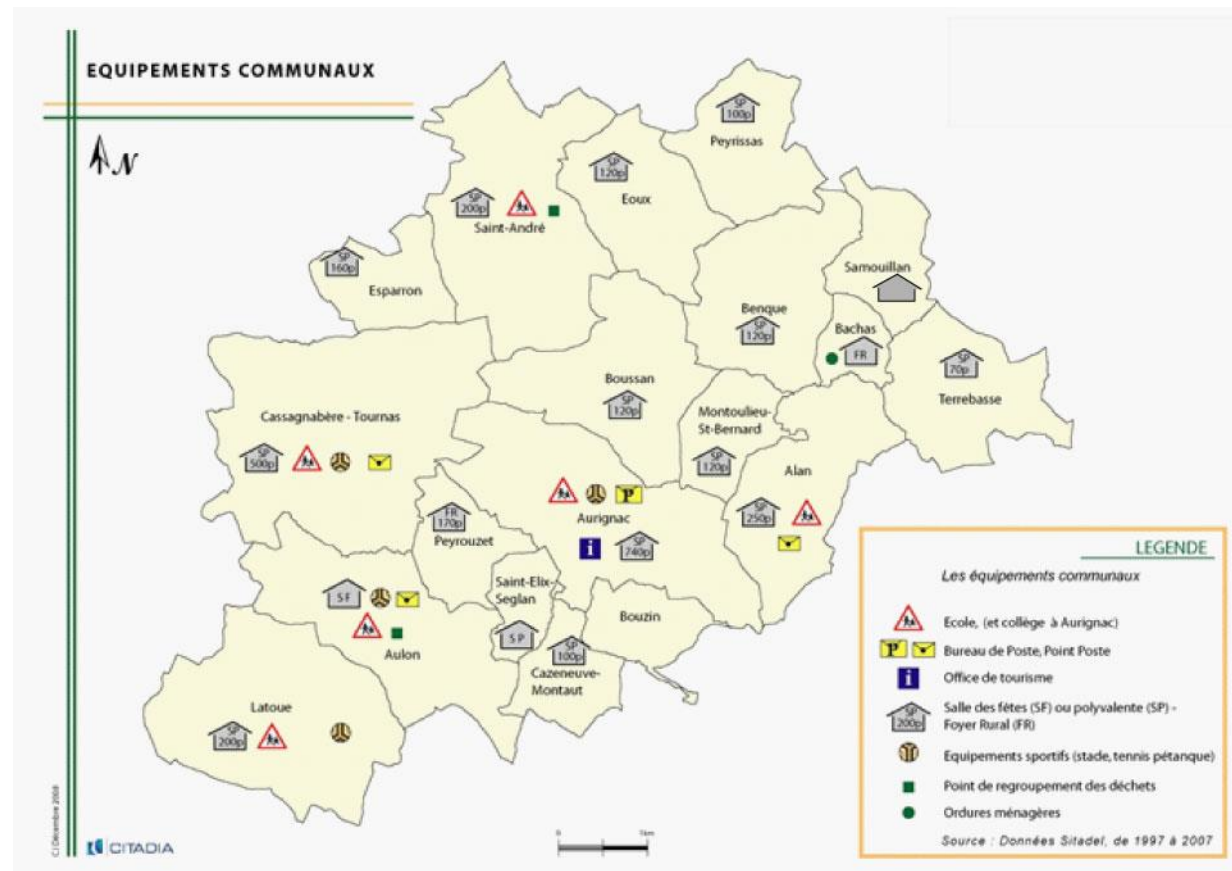 EQUIPEMENTS COMMUNAUX
N
SP
100p
Peyrissas
SP
120p
Eoux
SP
200p
Saint-André
SP
160p
Esparron
Samouillan
Benque
SP
120p
Bachas
FR
SP
70p
Terrebasse
Boussan
SP
120p
Montoulieu-
St-Bernard
SP
120p
Cassagnabère - Tournas
SP
500p
Alan
SP
250p
P
Aurignac
i
SP
740p
FR
170p
Peyrouzet
Saint-Elix-
Seglan
SP
Bouzin
SF
Aulon
SP
100p
Cazeneuve-
Montaut
Latoue
SP
200p
LEGENDE
Les équipements communaux
Ecole, (et collège à Aurignac)
P
Bureau de Poste, Point Poste
i
Office de tourisme
SP
200p
Salle des fêtes (SF) ou polyvalente (SP) -
Foyer Rural (FR)
Equipements sportifs (stade, tennis pétanque)
Point de regroupement des déchets
Ordures ménagères
Source : Données Sitadel, de 1997 à 2007
0 1km
CITADIA